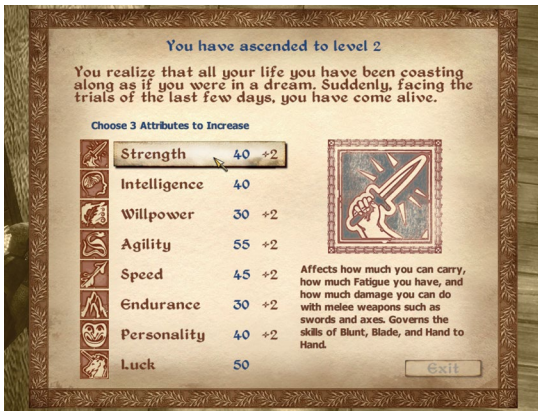 You have ascended to level 2
You realize that all your life you have been coasting
along as if you were in a dream. Suddenly, facing the
trials of the last few days, you have come alive.
Choose 3 Attributes to Increase
Strength 40 +2
Intelligence 40
Willpower 30 +2
Agility 55 +2
Speed 45 +2
Endurance 30 +2
Personality 40 +2
Luck 50
Affects how much you can carry,
how much Fatigue you have, and
how much damage you can do
with melee weapons such as
swords and axes. Governs the
skills of Blunt, Blade, and Hand to
Hand.
Exit